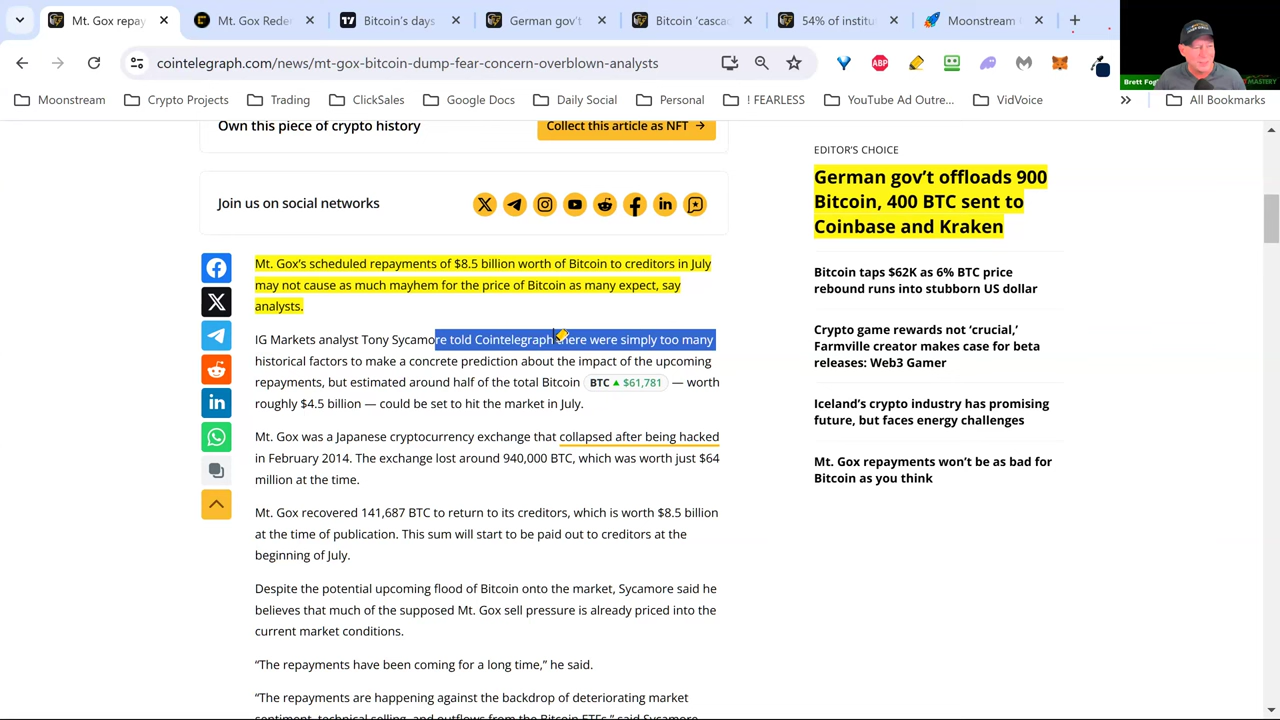 Mt. Gox repay
Mt. Gox Rede
Bitcoin's days
German gov't
Bitcoin 'casca
54% of institu
Moonstream
cointelegraph.com/news/mt-gox-bitcoin-dump-fear-concern-overblown-analysts
ABP
Brett Fog
MASTERY
Moonstream
Crypto Projects
Trading
ClickSales
Google Docs
Daily Social
Personal
! FEARLESS
YouTube Ad Outre...
VidVoice
All Bookmarks
Own this piece of crypto history
Collect this article as NFT →
Join us on social networks
Mt. Gox's scheduled repayments of $8.5 billion worth of Bitcoin to creditors in July
may not cause as much mayhem for the price of Bitcoin as many expect, say
analysts.
IG Markets analyst Tony Sycamore told Cointelegraph there were simply too many
historical factors to make a concrete prediction about the impact of the upcoming
repayments, but estimated around half of the total Bitcoin BTC ▲ $61,781 — worth
roughly $4.5 billion — could be set to hit the market in July.
Mt. Gox was a Japanese cryptocurrency exchange that collapsed after being hacked
in February 2014. The exchange lost around 940,000 BTC, which was worth just $64
million at the time.
Mt. Gox recovered 141,687 BTC to return to its creditors, which is worth $8.5 billion
at the time of publication. This sum will start to be paid out to creditors at the
beginning of July.
Despite the potential upcoming flood of Bitcoin onto the market, Sycamore said he
believes that much of the supposed Mt. Gox sell pressure is already priced into the
current market conditions.
“The repayments have been coming for a long time,” he said.
“The repayments are happening against the backdrop of deteriorating market
sentiment, technical selling, and outflows from the Bitcoin ETFs,” said Sycamore
EDITOR'S CHOICE
German gov't offloads 900
Bitcoin, 400 BTC sent to
Coinbase and Kraken
Bitcoin taps $62K as 6% BTC price
rebound runs into stubborn US dollar
Crypto game rewards not ‘crucial,’
Farmville creator makes case for beta
releases: Web3 Gamer
Iceland's crypto industry has promising
future, but faces energy challenges
Mt. Gox repayments won't be as bad for
Bitcoin as you think